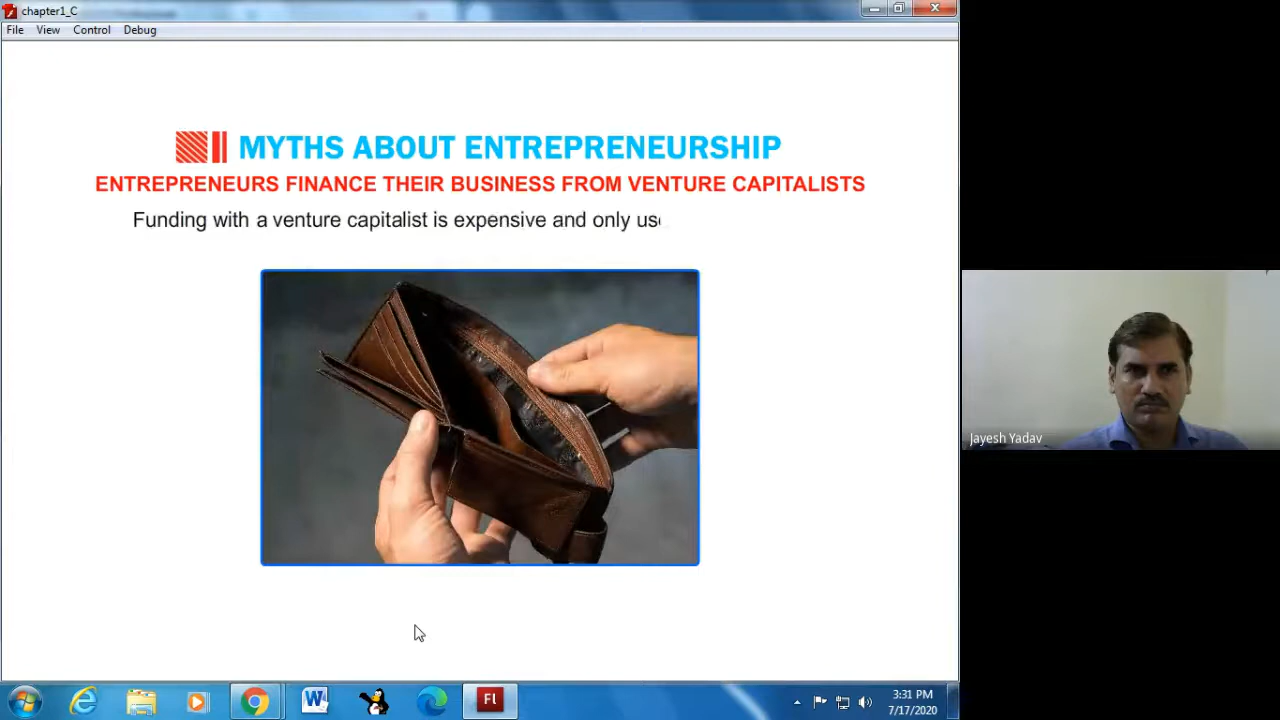 chapter1_C
File View Control Debug
MYTHS ABOUT ENTREPRENEURSHIP
ENTREPRENEURS FINANCE THEIR BUSINESS FROM VENTURE CAPITALISTS
Funding with a venture capitalist is expensive and only
Jayesh Yadav
Fl
3:31 PM
7/17/2020